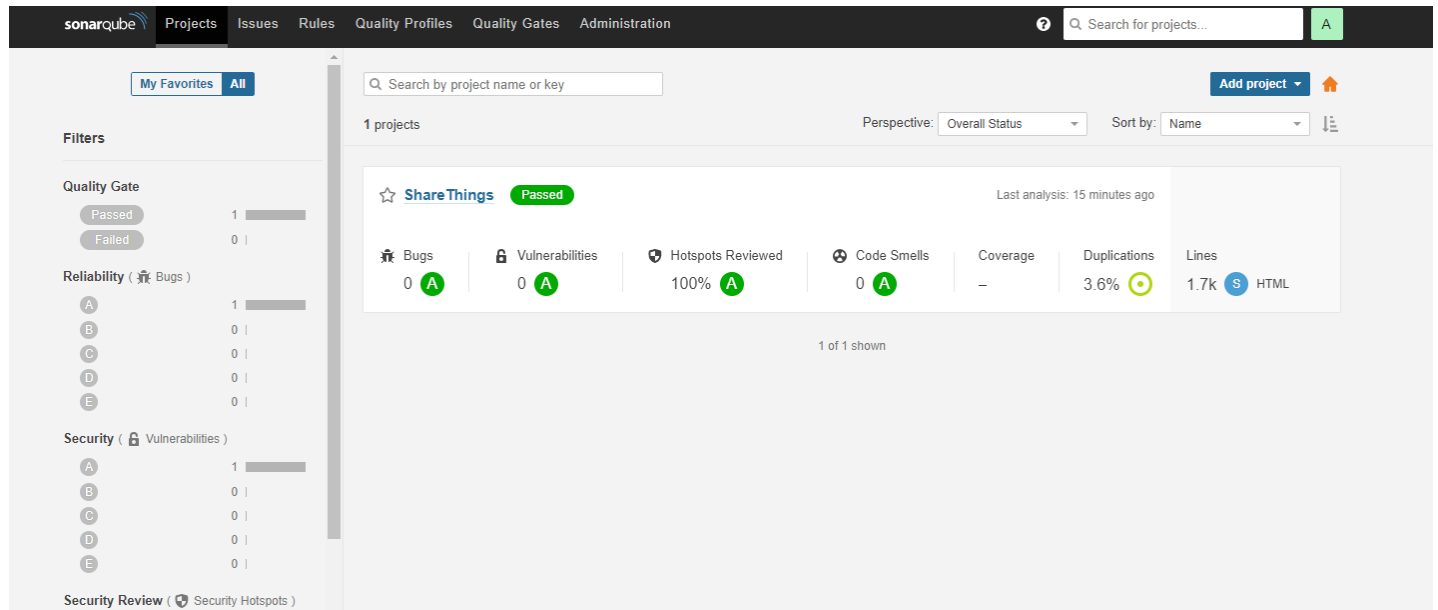 sonarqube Projects Issues Rules Quality Profiles Quality Gates Administration ? Search for projects... A
My Favorites All
Search by project name or key
Add project
1 projects
Perspective: Overall Status
Sort by: Name
Filters
Quality Gate
Passed 1
Failed 0
Reliability ( Bugs )
A 1
B 0
C 0
D 0
E 0
Security ( Vulnerabilities )
A 1
B 0
C 0
D 0
E 0
Security Review ( Security Hotspots )
ShareThings Passed
Last analysis: 15 minutes ago
Bugs Vulnerabilities Hotspots Reviewed Code Smells Coverage Duplications Lines
0 A 0 A 100% A 0 A – 3.6% 1.7k S HTML
1 of 1 shown